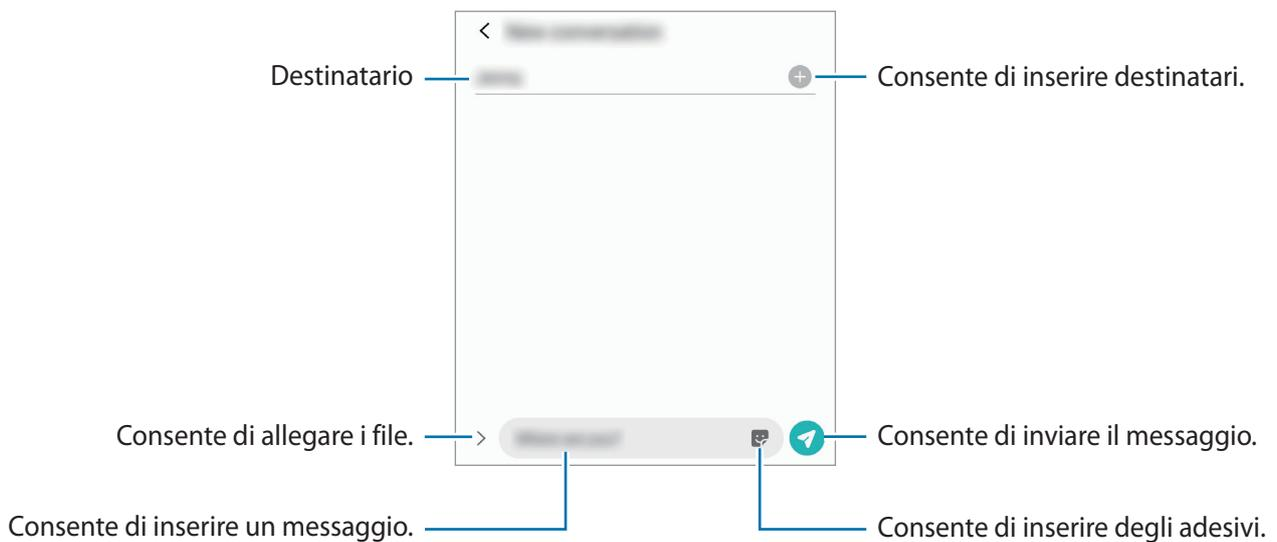 Destinatario
Consente di inserire destinatari.
Consente di allegare i file.
Consente di inviare il messaggio.
Consente di inserire un messaggio.
Consente di inserire degli adesivi.